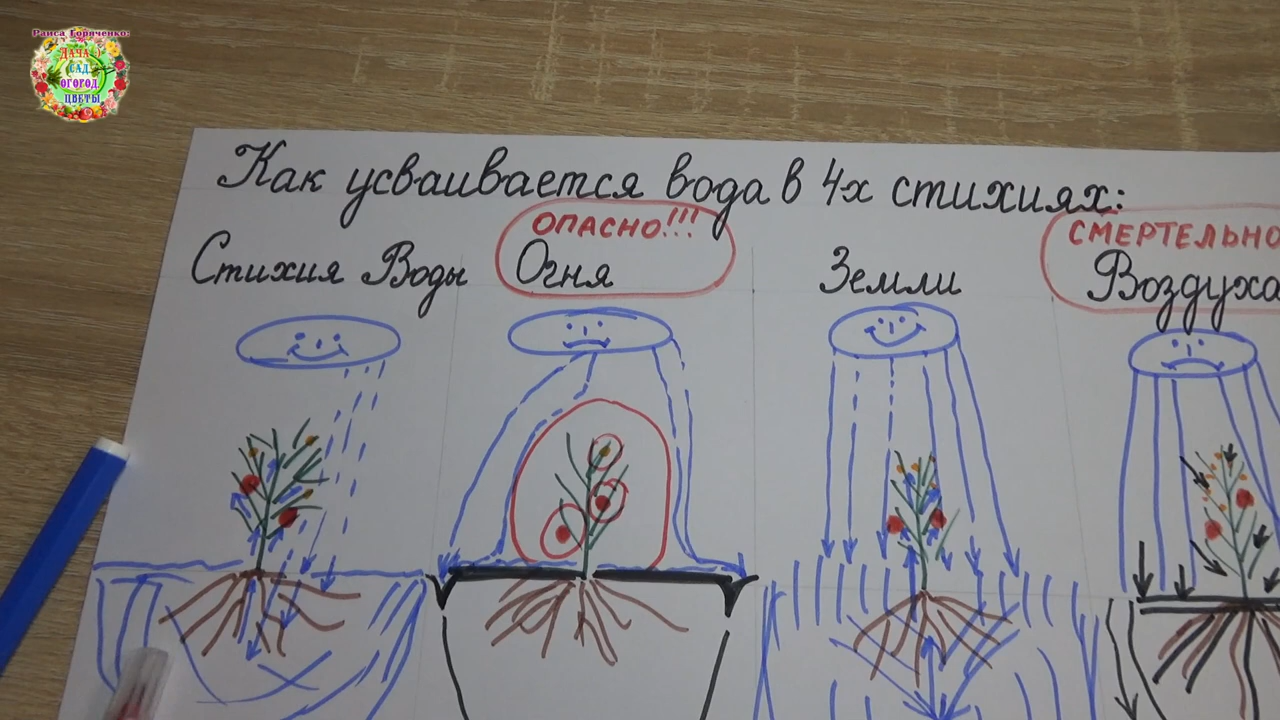 Раиса Горяченко:
ДАЧА
САД,
ОГОРОД,
ЦВЕТЫ
Как усваивается вода в 4х стихиях:
ОПАСНО!!!
СМЕРТЕЛЬНО
Стихия Воды Огня Земли Воздуха